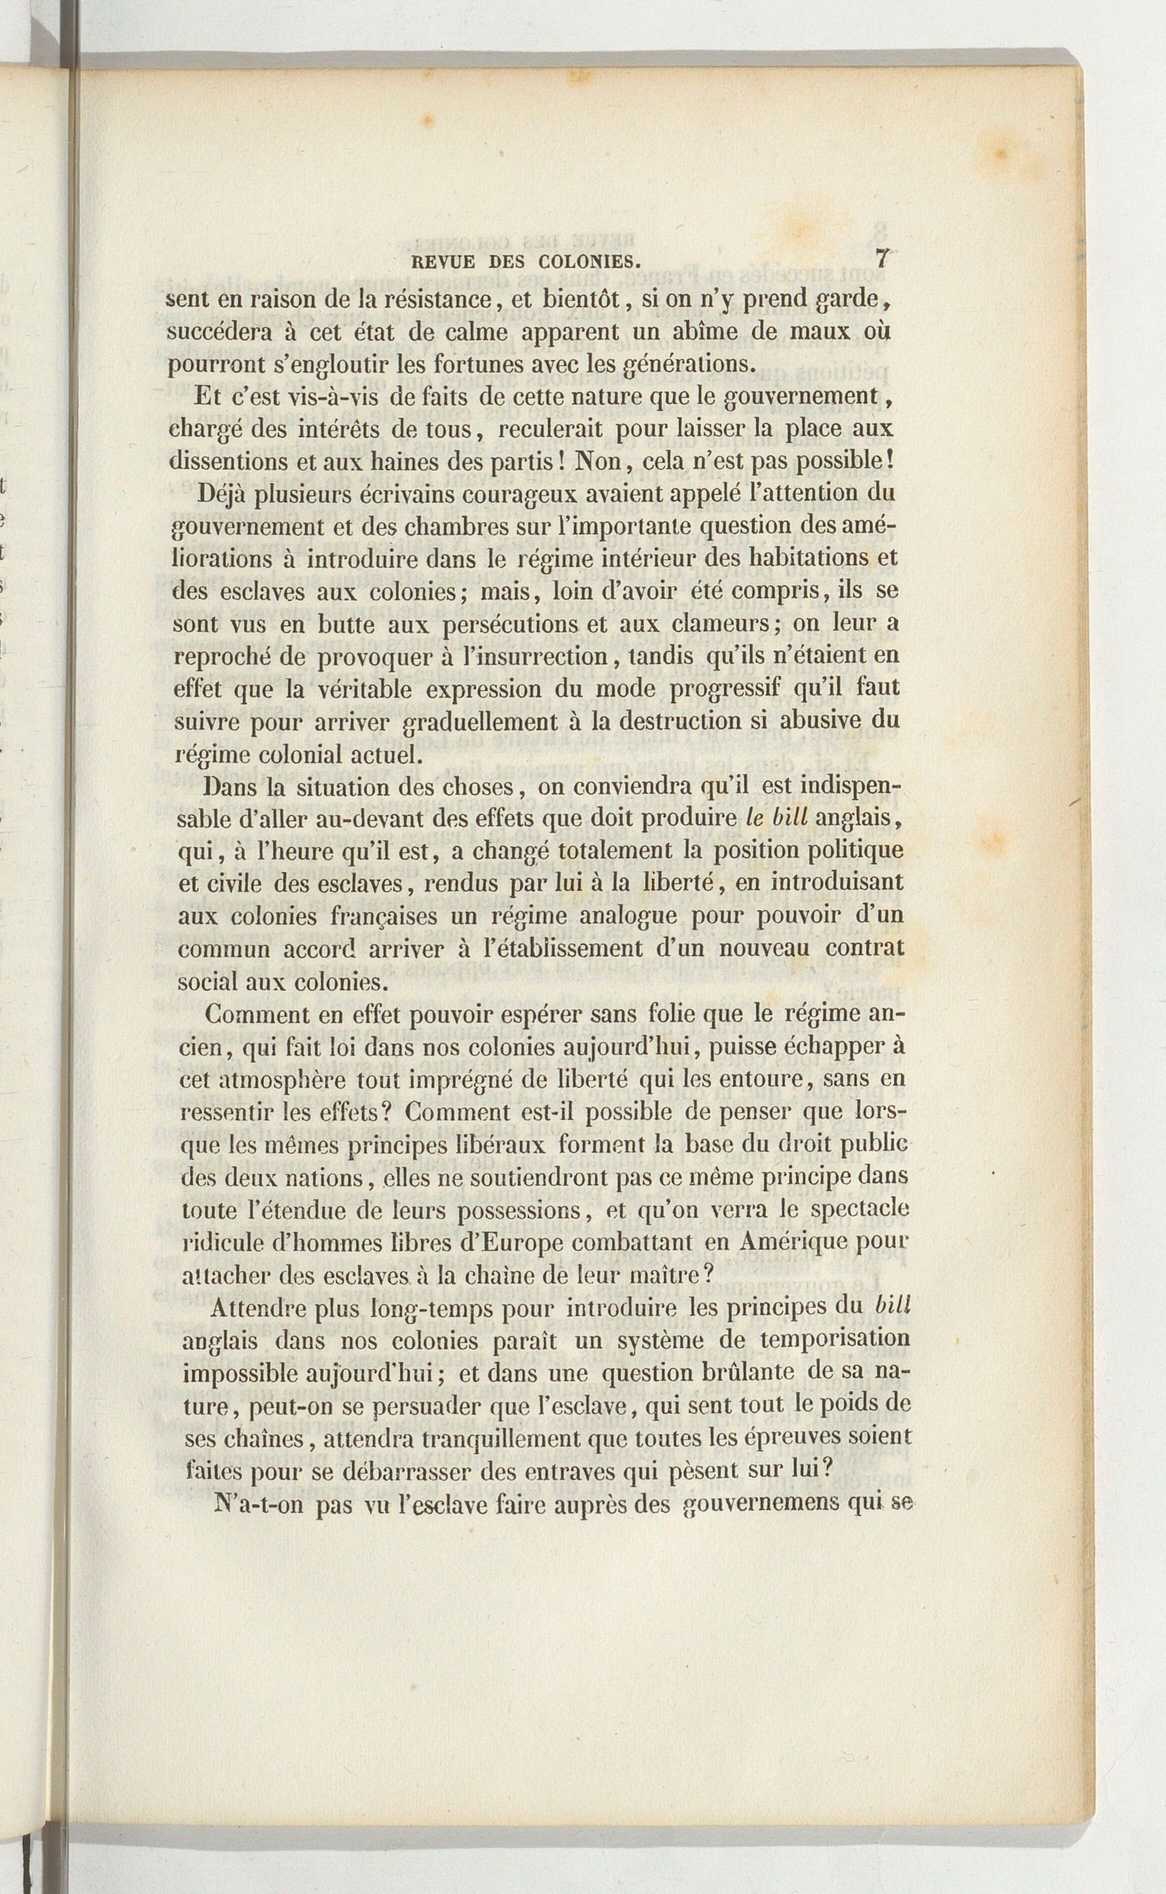 REVUE DES COLONIES. 7
sent en raison de la résistance, et bientôt, si on n'y prend garde,
succédera à cet état de calme apparent un abîme de maux où
pourront s'engloutir les fortunes avec les générations.
Et c'est vis-à-vis de faits de cette nature que le gouvernement,
chargé des intérêts de tous, reculerait pour laisser la place aux
dissentions et aux haines des partis! Non, cela n'est pas possible!
Déjà plusieurs écrivains courageux avaient appelé l'attention du
gouvernement et des chambres sur l'importante question des amé-
liorations à introduire dans le régime intérieur des habitations et
des esclaves aux colonies; mais, loin d'avoir été compris, ils se
sont vus en butte aux persécutions et aux clameurs; on leur a
reproché de provoquer à l'insurrection, tandis qu'ils n'étaient en
effet que la véritable expression du mode progressif qu'il faut
suivre pour arriver graduellement à la destruction si abusive du
régime colonial actuel.
Dans la situation des choses, on conviendra qu'il est indispen-
sable d'aller au-devant des effets que doit produire le bill anglais,
qui, à l'heure qu'il est, a changé totalement la position politique
et civile des esclaves, rendus par lui à la liberté, en introduisant
aux colonies françaises un régime analogue pour pouvoir d'un
commun accord arriver à l'établissement d'un nouveau contrat
social aux colonies.
Comment en effet pouvoir espérer sans folie que le régime an-
cien, qui fait loi dans nos colonies aujourd'hui, puisse échapper à
cet atmosphère tout imprégné de liberté qui les entoure, sans en
ressentir les effets? Comment est-il possible de penser que lors-
que les mêmes principes libéraux forment la base du droit public
des deux nations, elles ne soutiendront pas ce même principe dans
toute l'étendue de leurs possessions, et qu'on verra le spectacle
ridicule d'hommes libres d'Europe combattant en Amérique pour
attacher des esclaves à la chaîne de leur maître?
Attendre plus long-temps pour introduire les principes du bill
anglais dans nos colonies paraît un système de temporisation
impossible aujourd'hui; et dans une question brûlante de sa na-
ture, peut-on se persuader que l'esclave, qui sent tout le poids de
ses chaînes, attendra tranquillement que toutes les épreuves soient
faites pour se débarrasser des entraves qui pèsent sur lui?
N'a-t-on pas vu l'esclave faire auprès des gouvernemens qui se